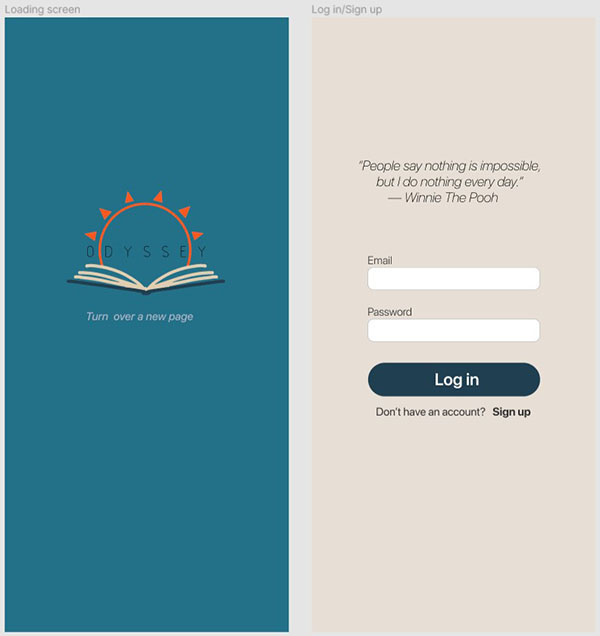 Loading screen
ODYSSEY
Turn over a new page
Log in/Sign up
“People say nothing is impossible,
but I do nothing every day.”
— Winnie The Pooh
Email
Password
Log in
Don't have an account? Sign up